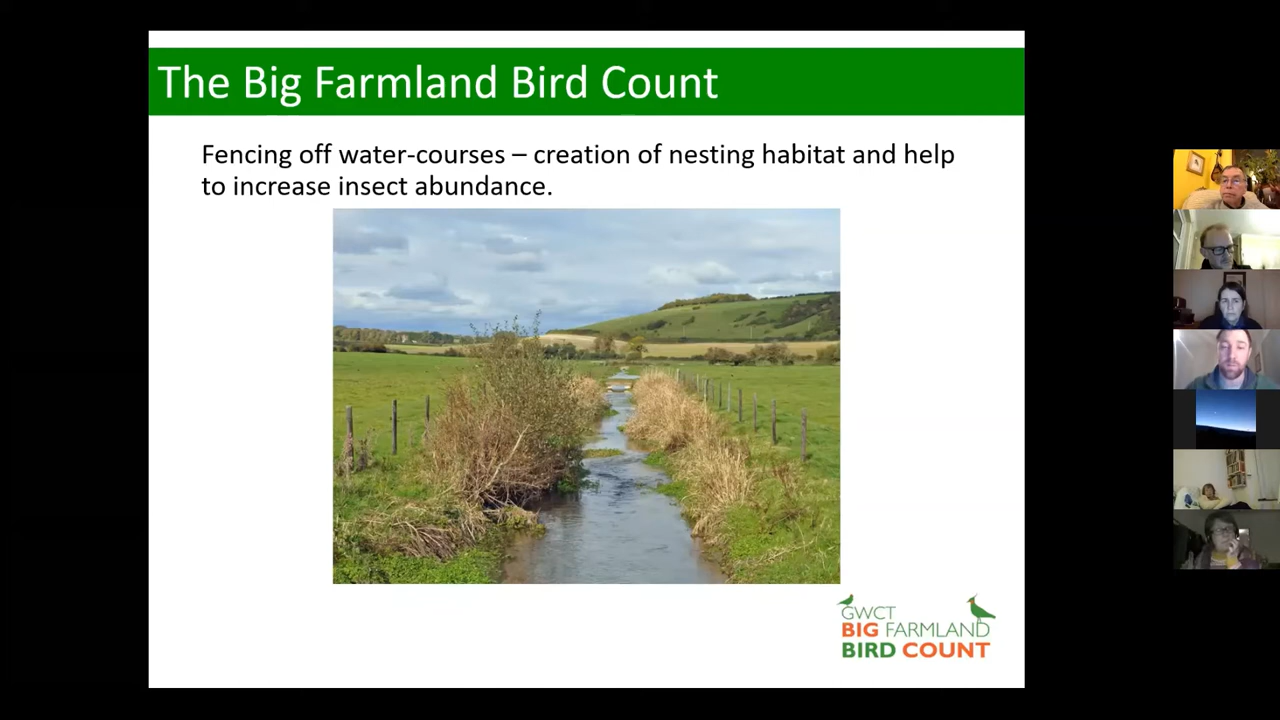 The Big Farmland Bird Count
Fencing off water-courses – creation of nesting habitat and help
to increase insect abundance.
GWCT
BIG FARMLAND
BIRD COUNT